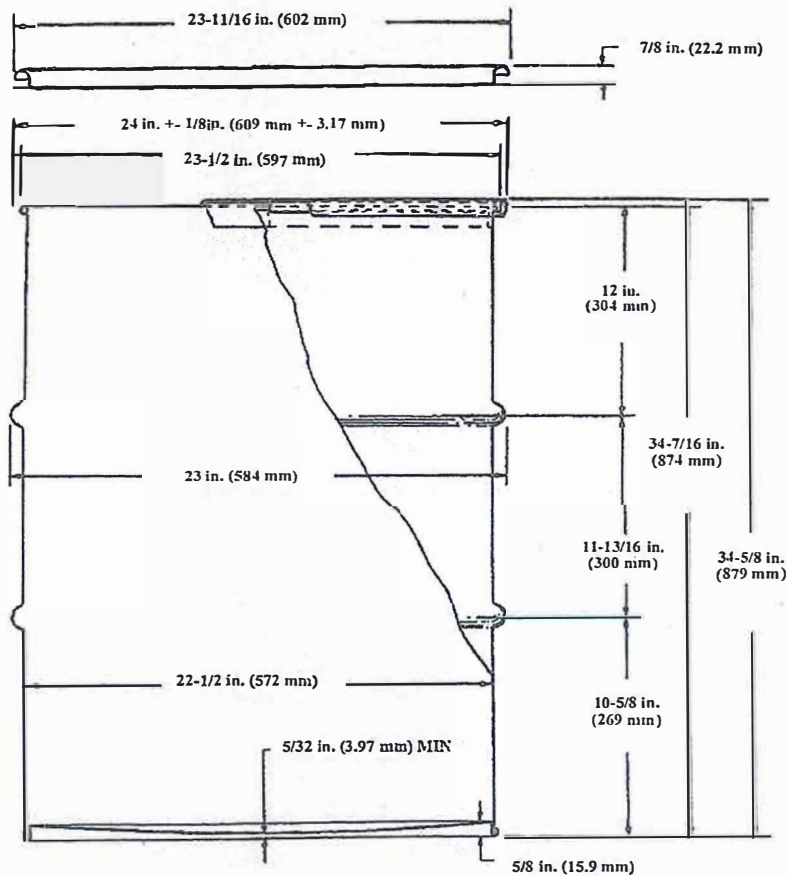 23-11/16 in. (602 mm)
7/8 in. (22.2 mm)
24 in. +- 1/8in. (609 mm +- 3.17 mm)
23-1/2 in. (597 mm)
12 in.
(304 mm)
34-7/16 in.
(874 mm)
23 in. (584 mm)
11-13/16 in.
(300 mm)
34-5/8 in.
(879 mm)
22-1/2 in. (572 mm)
10-5/8 in.
(269 mm)
5/32 in. (3.97 mm) MIN
5/8 in. (15.9 mm)